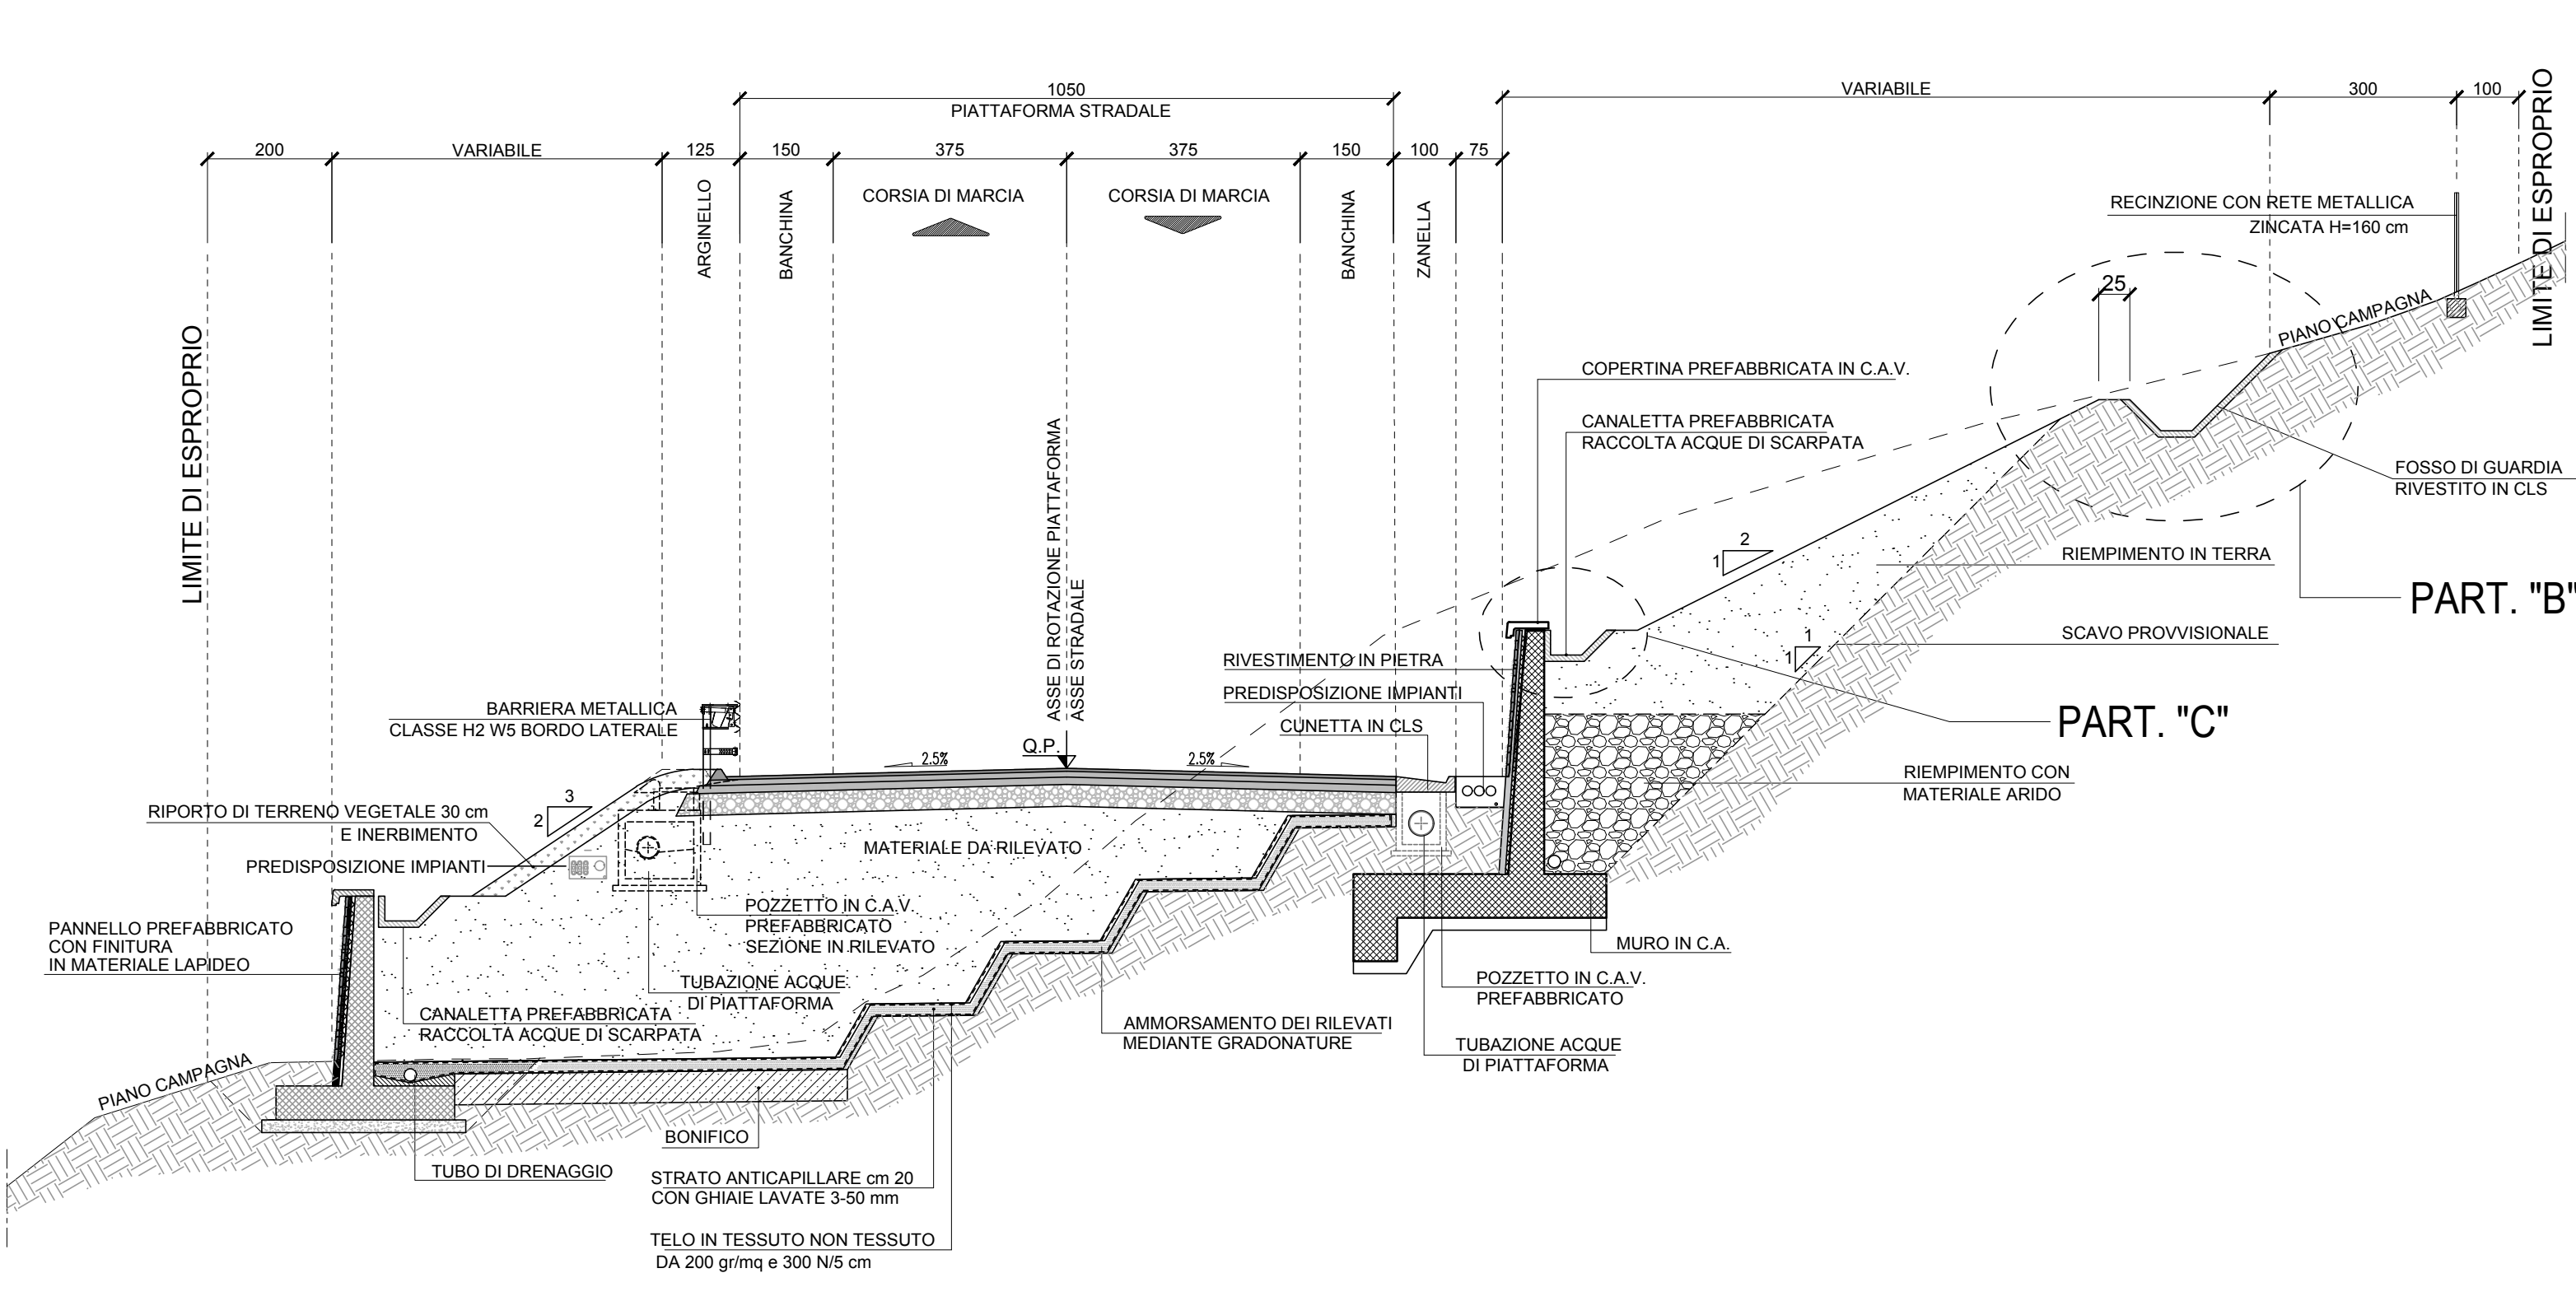 1050
PIATTAFORMA STRADALE
VARIABILE
300
100
200
VARIABILE
125
150
375
375
150
100
75
ARGINELLO
BANCHINA
CORSIA DI MARCIA
CORSIA DI MARCIA
BANCHINA
ZANELLA
RECINZIONE CON RETE METALLICA
ZINCATA H=160 cm
LIMITE DI ESPROPRIO
LIMITE DI ESPROPRIO
25
PIANO CAMPAGNA
COPERTINA PREFABBRICATA IN C.A.V.
CANALETTA PREFABBRICATA
RACCOLTA ACQUE DI SCARPATA
FOSSO DI GUARDIA
RIVESTITO IN CLS
ASSE DI ROTAZIONE PIATTAFORMA
ASSE STRADALE
2
1
RIEMPIMENTO IN TERRA
PART. "B"
SCAVO PROVVISIONALE
1
1
RIVESTIMENTO IN PIETRA
PREDISPOSIZIONE IMPIANTI
CUNETTA IN CLS
PART. "C"
BARRIERA METALLICA
CLASSE H2 W5 BORDO LATERALE
Q.P.
2.5%
2.5%
RIEMPIMENTO CON
MATERIALE ARIDO
3
2
RIPORTO DI TERRENO VEGETALE 30 cm
E INERBIMENTO
PREDISPOSIZIONE IMPIANTI
MATERIALE DA RILEVATO
POZZETTO IN C.A.V.
PREFABBRICATO
SEZIONE IN RILEVATO
PANNELLO PREFABBRICATO
CON FINITURA
IN MATERIALE LAPIDEO
MURO IN C.A.
TUBAZIONE ACQUE
DI PIATTAFORMA
POZZETTO IN C.A.V.
PREFABBRICATO
CANALETTA PREFABBRICATA
RACCOLTA ACQUE DI SCARPATA
AMMORSAMENTO DEI RILEVATI
MEDIANTE GRADONATURE
TUBAZIONE ACQUE
DI PIATTAFORMA
PIANO CAMPAGNA
BONIFICO
TUBO DI DRENAGGIO
STRATO ANTICAPILLARE cm 20
CON GHIAIE LAVATE 3-50 mm
TELO IN TESSUTO NON TESSUTO
DA 200 gr/mq e 300 N/5 cm